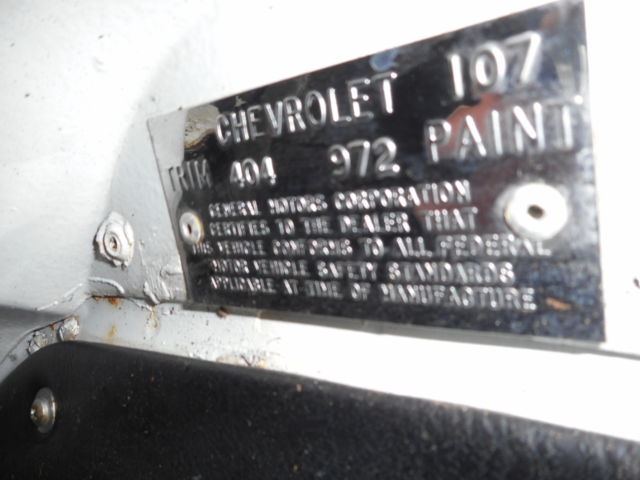 CHEVROLET 107
TRIM 404 972 PAINT
GENERAL MOTORS CORPORATION
CERTIFIES TO THE DEALER THAT
THIS VEHICLE CONFORMS TO ALL FEDERAL
MOTOR VEHICLE SAFETY STANDARDS
APPLICABLE AT TIME OF MANUFACTURE